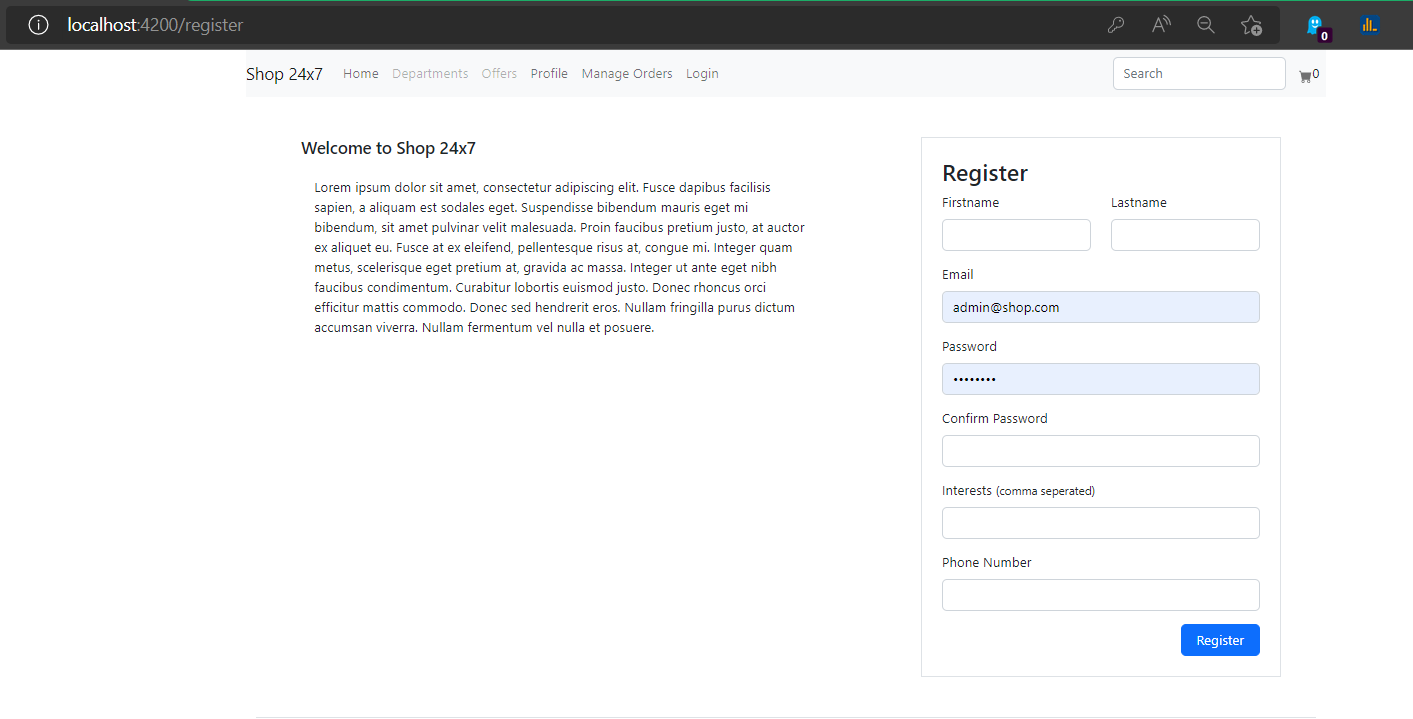 localhost:4200/register
0
Shop 24x7 Home Departments Offers Profile Manage Orders Login Search 0
Welcome to Shop 24x7
Lorem ipsum dolor sit amet, consectetur adipiscing elit. Fusce dapibus facilisis
sapien, a aliquam est sodales eget. Suspendisse bibendum mauris eget mi
bibendum, sit amet pulvinar velit malesuada. Proin faucibus pretium justo, at auctor
ex aliquet eu. Fusce at ex eleifend, pellentesque risus at, congue mi. Integer quam
metus, scelerisque eget pretium at, gravida ac massa. Integer ut ante eget nibh
faucibus condimentum. Curabitur lobortis euismod justo. Donec rhoncus orci
efficitur mattis commodo. Donec sed hendrerit eros. Nullam fringilla purus dictum
accumsan viverra. Nullam fermentum vel nulla et posuere.
Register
Firstname Lastname
Email
admin@shop.com
Password
••••••••
Confirm Password
Interests (comma seperated)
Phone Number
Register